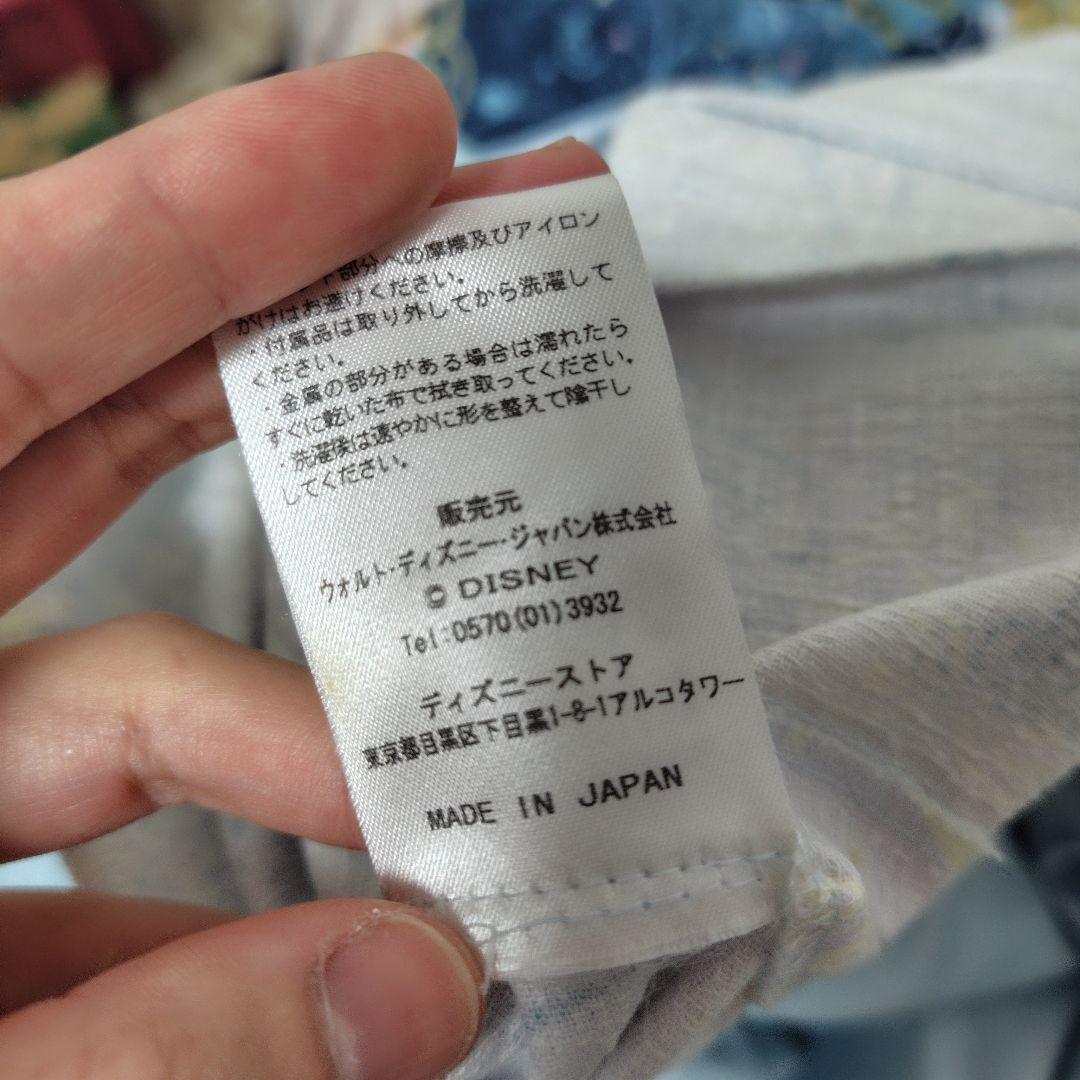 部分への摩擦及びアイロン
がけはお避けください。
・付属品は取り外してから洗濯して
ください。
・金属の部分がある場合は濡れたら
すぐに乾いた布で拭き取ってください。
・洗濯後は速やかに形を整えて陰干し
してください。
販売元
ウォルト・ディズニー・ジャパン株式会社
© DISNEY
Tel:0570(01)3932
ディズニーストア
東京都目黒区下目黒1-8-1アルコタワー
MADE IN JAPAN